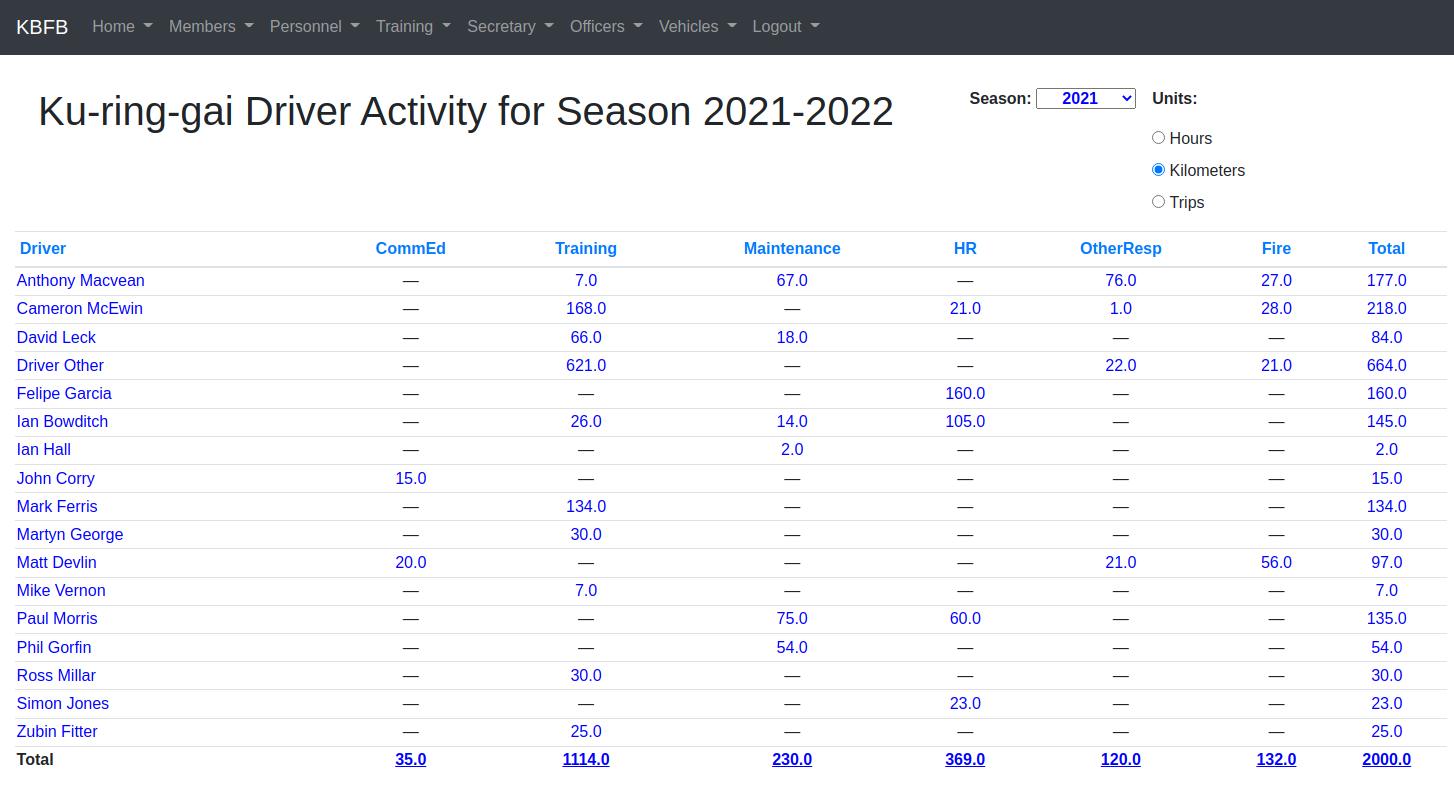 KBFB Home Members Personnel Training Secretary Officers Vehicles Logout
Ku-ring-gai Driver Activity for Season 2021-2022
Season: 2021 Units:
Hours
Kilometers
Trips
Driver CommEd Training Maintenance HR OtherResp Fire Total
Anthony Macvean — 7.0 67.0 — 76.0 27.0 177.0
Cameron McEwin — 168.0 — 21.0 1.0 28.0 218.0
David Leck — 66.0 18.0 — — — 84.0
Driver Other — 621.0 — — 22.0 21.0 664.0
Felipe Garcia — — — 160.0 — — 160.0
Ian Bowditch — 26.0 14.0 105.0 — — 145.0
Ian Hall — — 2.0 — — — 2.0
John Corry 15.0 — — — — — 15.0
Mark Ferris — 134.0 — — — — 134.0
Martyn George — 30.0 — — — — 30.0
Matt Devlin 20.0 — — — 21.0 56.0 97.0
Mike Vernon — 7.0 — — — — 7.0
Paul Morris — — 75.0 60.0 — — 135.0
Phil Gorfin — — 54.0 — — — 54.0
Ross Millar — 30.0 — — — — 30.0
Simon Jones — — — 23.0 — — 23.0
Zubin Fitter — 25.0 — — — — 25.0
Total 35.0 1114.0 230.0 369.0 120.0 132.0 2000.0